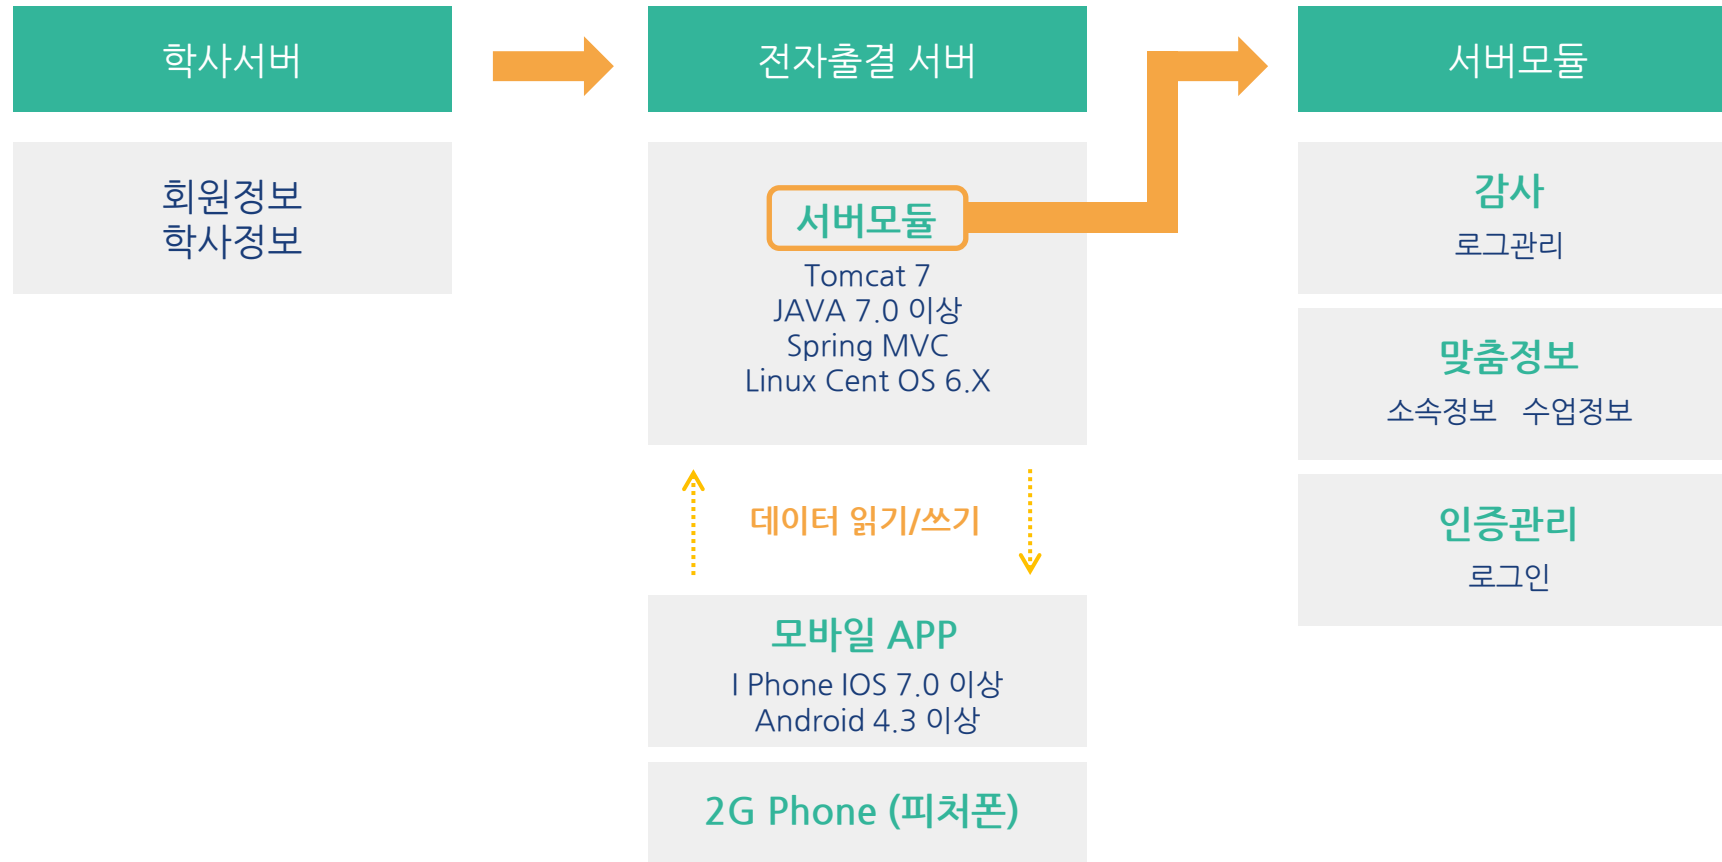 학사서버
회원정보
학사정보
전자출결 서버
서버모듈
Tomcat 7
JAVA 7.0 이상
Spring MVC
Linux Cent OS 6.X
데이터 읽기/쓰기
모바일 APP
I Phone IOS 7.0 이상
Android 4.3 이상
2G Phone (피처폰)
서버모듈
감사
로그관리
맞춤정보
소속정보 수업정보
인증관리
로그인